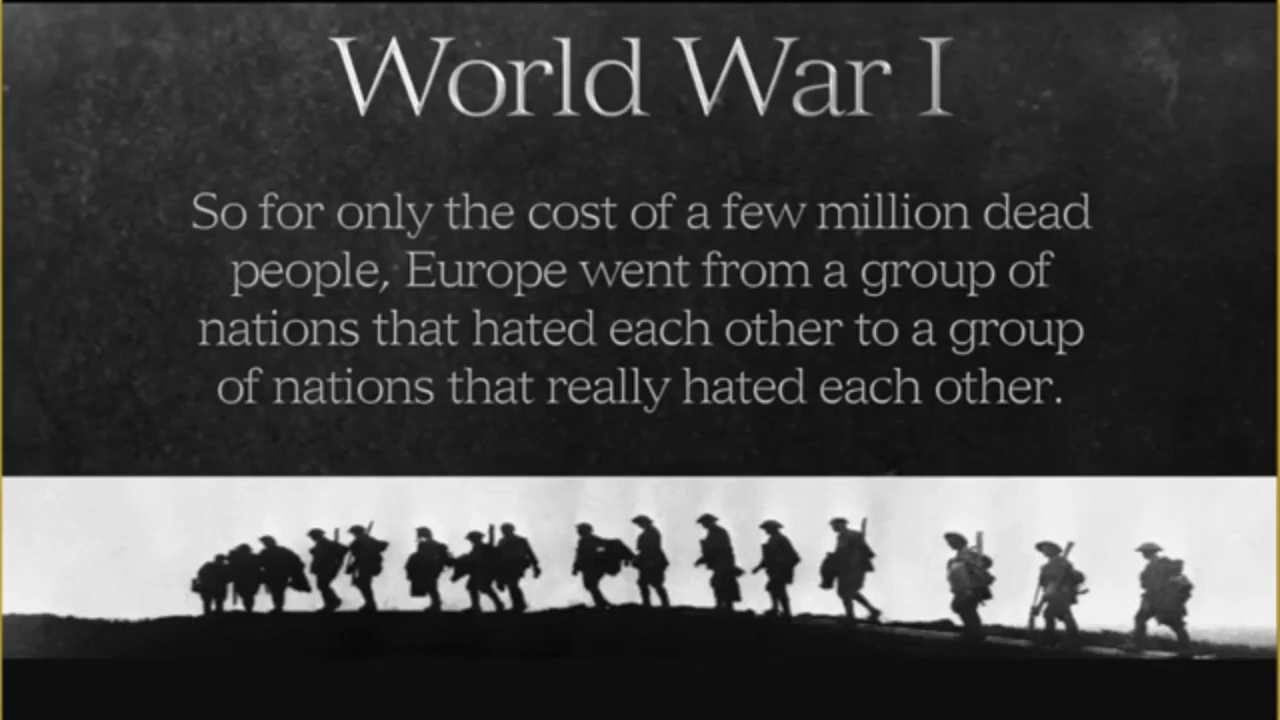 World War I
So for only the cost of a few million dead
people, Europe went from a group of
nations that hated each other to a group
of nations that really hated each other.